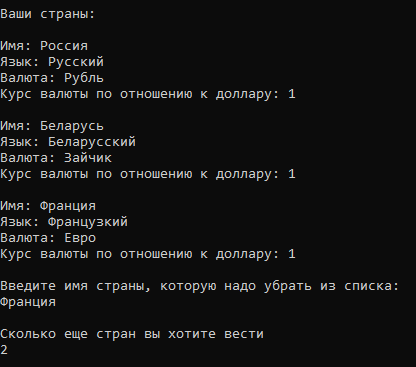 Ваши страны:
Имя: Россия
Язык: Русский
Валюта: Рубль
Курс валюты по отношению к доллару: 1
Имя: Беларусь
Язык: Беларусский
Валюта: Зайчик
Курс валюты по отношению к доллару: 1
Имя: Франция
Язык: Французкий
Валюта: Евро
Курс валюты по отношению к доллару: 1
Введите имя страны, которую надо убрать из списка:
Франция
Сколько еще стран вы хотите вести
2